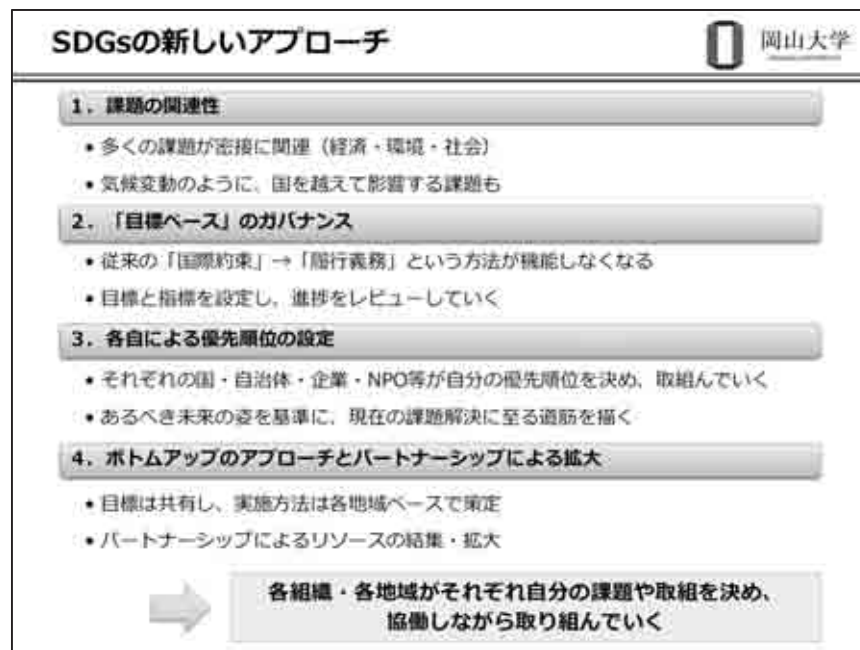 SDGsの新しいアプローチ
岡山大学
1．課題の関連性
• 多くの課題が密接に関連（経済・環境・社会）
• 気候変動のように、国を越えて影響する課題も
2．「目標ベース」のガバナンス
• 従来の「国際約束」→「履行義務」という方法が機能しなくなる
• 目標と指標を設定し、進捗をレビューしていく
3．各自による優先順位の設定
• それぞれの国・自治体・企業・NPO等が自分の優先順位を決め、取組んでいく
• あるべき未来の姿を基準に、現在の課題解決に至る道筋を描く
4．ボトムアップのアプローチとパートナーシップによる拡大
• 目標は共有し、実施方法は各地域ベースで策定
• パートナーシップによるリソースの結集・拡大
各組織・各地域がそれぞれ自分の課題や取組を決め、
協働しながら取り組んでいく